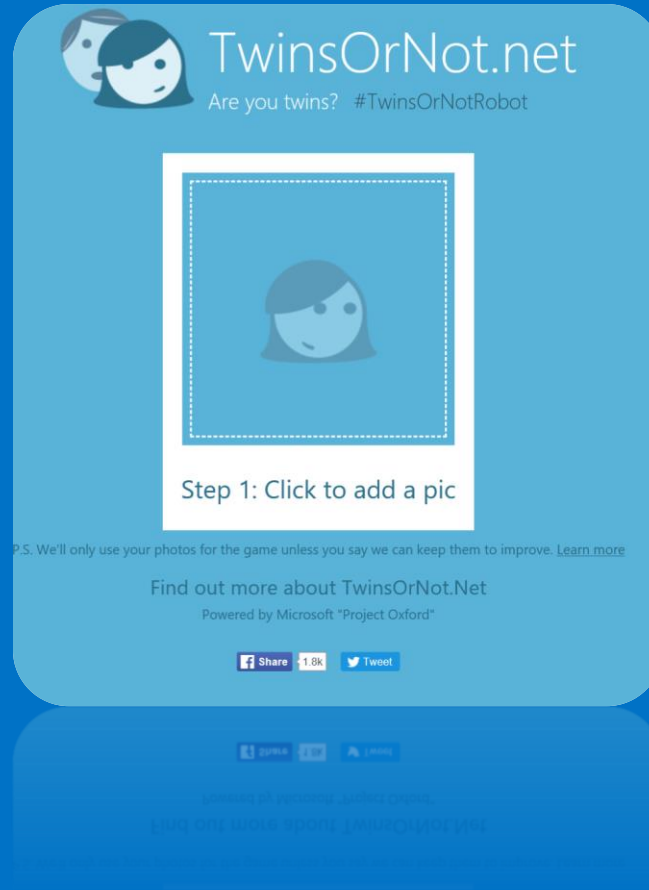 TwinsOrNot.net
Are you twins? #TwinsOrNotRobot
Step 1: Click to add a pic
P.S. We'll only use your photos for the game unless you say we can keep them to improve. Learn more
Find out more about TwinsOrNot.Net
Powered by Microsoft "Project Oxford"
Share 1.8k Tweet